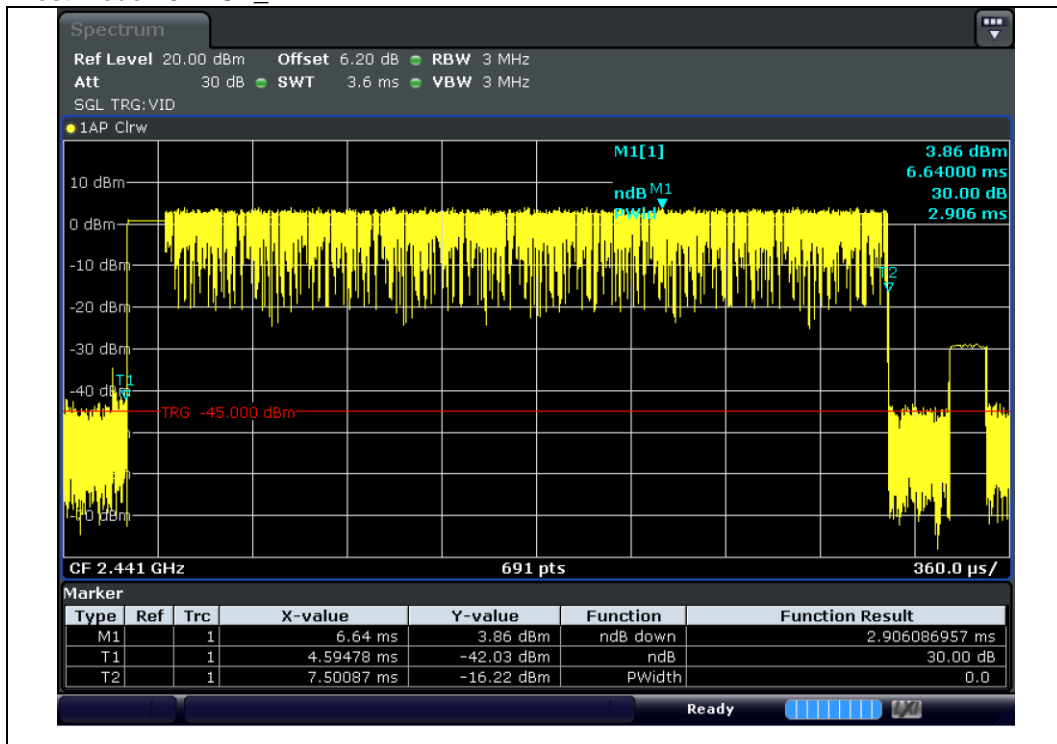 Spectrum
Ref Level 20.00 dBm Offset 6.20 dB RBW 3 MHz
Att 30 dB SWT 3.6 ms VBW 3 MHz
SGL TRG:VID
1AP Clrw
M1[1] 3.86 dBm
6.64000 ms
10 dBm
ndB M1 30.00 dB
PWid 2.906 ms
0 dBm
-10 dBm
T2
-20 dBm
-30 dBm
T1
-40 dBm
TRG -45.000 dBm
CF 2.441 GHz 691 pts 360.0 µs/
Marker
Type Ref Trc X-value Y-value Function Function Result
M1 1 6.64 ms 3.86 dBm ndB down 2.906086957 ms
T1 1 4.59478 ms -42.03 dBm ndB 30.00 dB
T2 1 7.50087 ms -16.22 dBm PWidth 0.0
Ready LXI